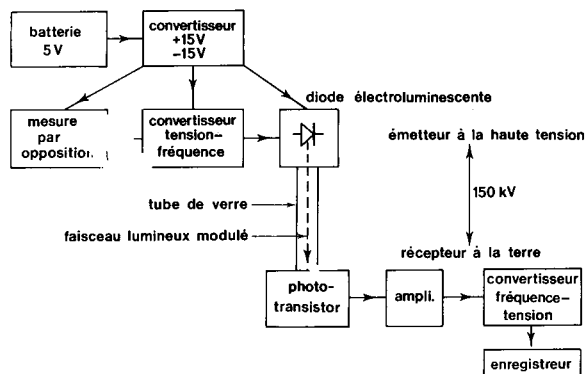 batterie
5V
convertisseur
+15V
-15V
diode électroluminescente
mesure
par
opposition
convertisseur
tension-
fréquence
émetteur à la haute tension
150 kV
tube de verre
faisceau lumineux modulé
récepteur à la terre
photo-
transistor
ampli.
convertisseur
fréquence-
tension
enregistreur